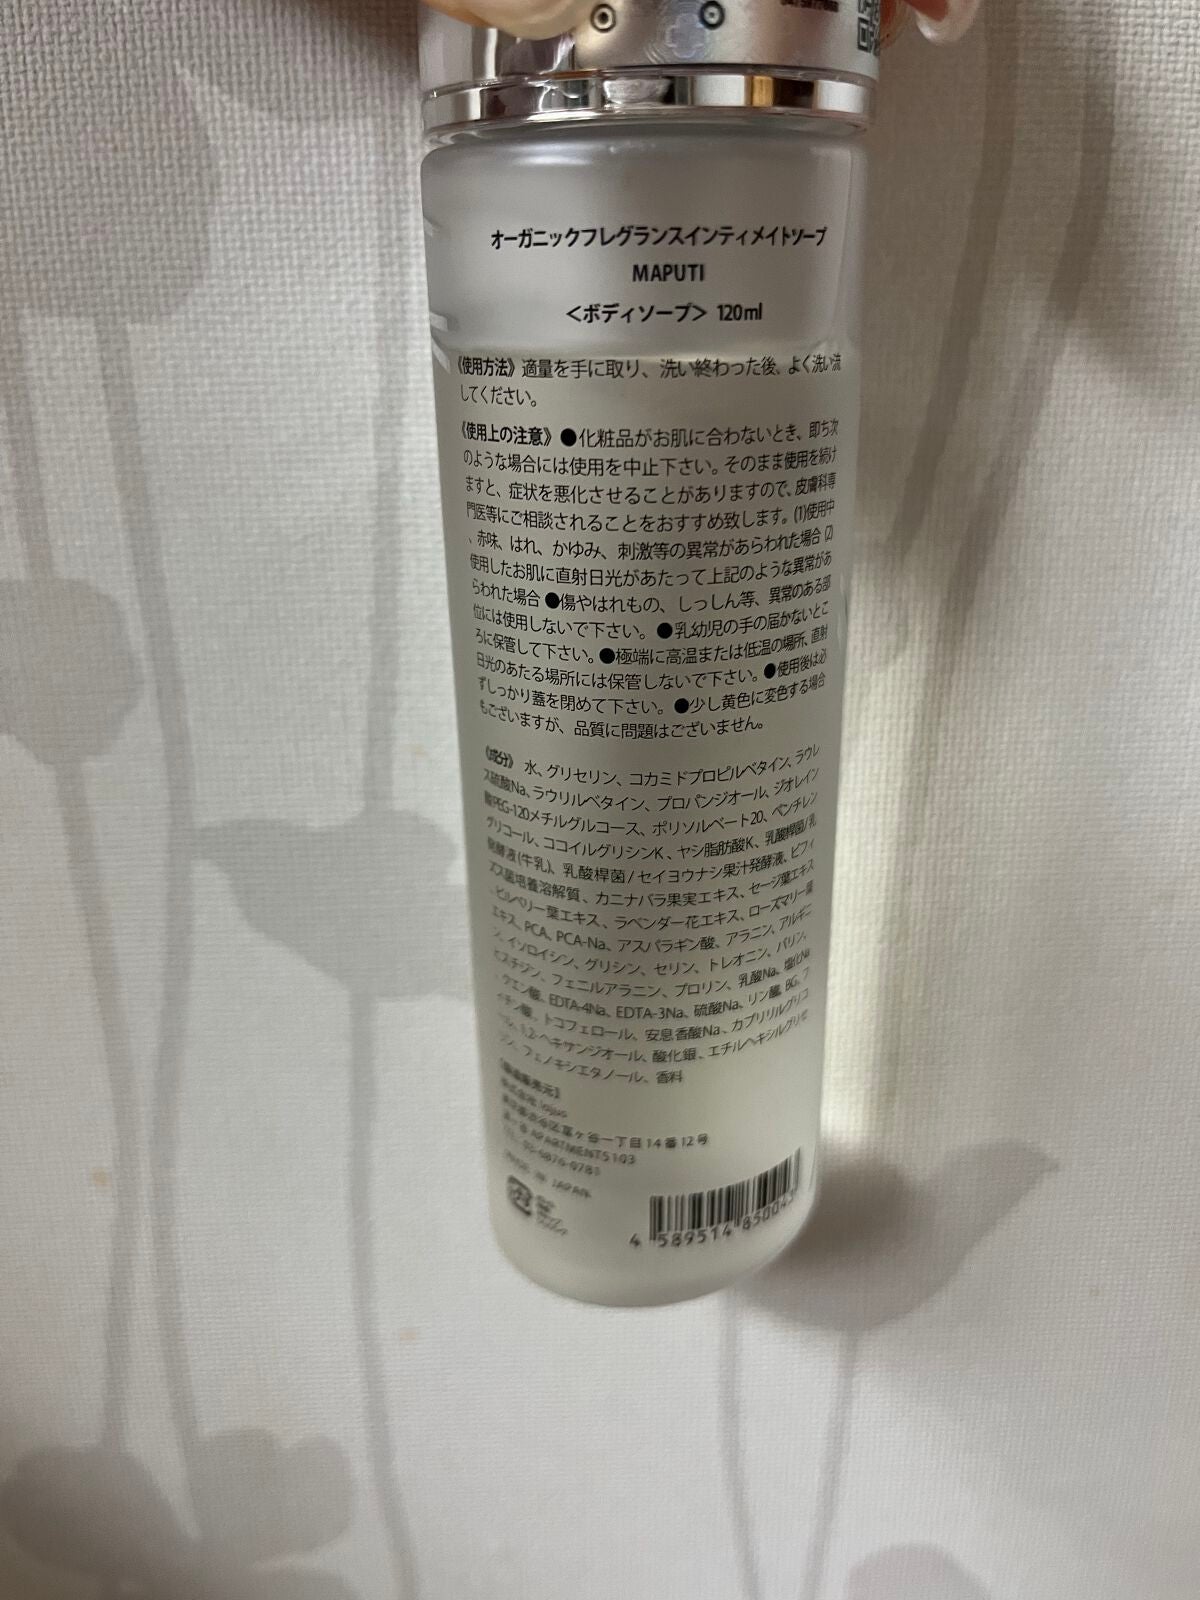 オーガニックフレグランスインティメイトソープ
MAPUTI
＜ボディソープ＞ 120ml
《使用方法》適量を手に取り、洗い終わった後、よく洗い流
してください。
《使用上の注意》●化粧品がお肌に合わないとき、即ち次
のような場合には使用を中止下さい。そのまま使用を続け
ますと、症状を悪化させることがありますので、皮膚科専
門医等にご相談されることをおすすめ致します。(1)使用中
、赤味、はれ、かゆみ、刺激等の異常があらわれた場合(2)
使用したお肌に直射日光があたって上記のような異常があ
らわれた場合●傷やはれもの、しっしん等、異常のある部
位には使用しないで下さい。●乳幼児の手の届かないとこ
ろに保管して下さい。●極端に高温または低温の場所、直射
日光のあたる場所には保管しないで下さい。●使用後は必
ずしっかり蓋を閉めて下さい。●少し黄色に変色する場合
もございますが、品質に問題はございません。
《成分》水、グリセリン、コカミドプロピルベタイン、ラウレ
ス硫酸Na、ラウリルベタイン、プロパンジオール、ジオレイン
酸PEG-120メチルグルコース、ポリソルベート20、ペンチレン
グリコール、ココイルグリシンK、ヤシ脂肪酸K、乳酸桿菌/乳
発酵液(牛乳)、乳酸桿菌/セイヨウナシ果汁発酵液、ビフィ
ズス菌培養溶解質、カニナバラ果実エキス、セージ葉エキス
、ビルベリー葉エキス、ラベンダー花エキス、ローズマリー葉
エキス、PCA、PCA-Na、アスパラギン酸、アラニン、アルギニ
ン、イソロイシン、グリシン、セリン、トレオニン、バリン、
ヒスチジン、フェニルアラニン、プロリン、乳酸Na、塩化Na
、クエン酸、EDTA-4Na、EDTA-3Na、硫酸Na、リン酸、BG、フ
ィチン酸、トコフェロール、安息香酸Na、カプリリルグリコ
ール、1,2-ヘキサンジオール、酸化銀、エチルヘキシルグリセ
リン、フェノキシエタノール、香料
株式会社 lojus
丁目14番12号
APARTMENTS103
TEL. 03-6876-0781
MADE IN JAPAN
4 589514 85004